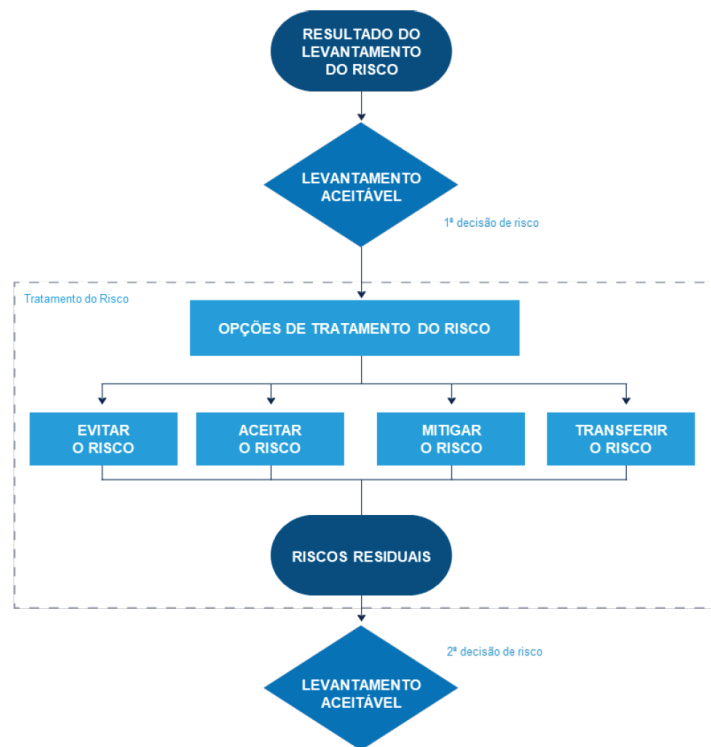 RESULTADO DO
LEVANTAMENTO
DO RISCO
LEVANTAMENTO
ACEITÁVEL
1ª decisão de risco
Tratamento do Risco
OPÇÕES DE TRATAMENTO DO RISCO
EVITAR
O RISCO
ACEITAR
O RISCO
MITIGAR
O RISCO
TRANSFERIR
O RISCO
RISCOS RESIDUAIS
2ª decisão de risco
LEVANTAMENTO
ACEITÁVEL